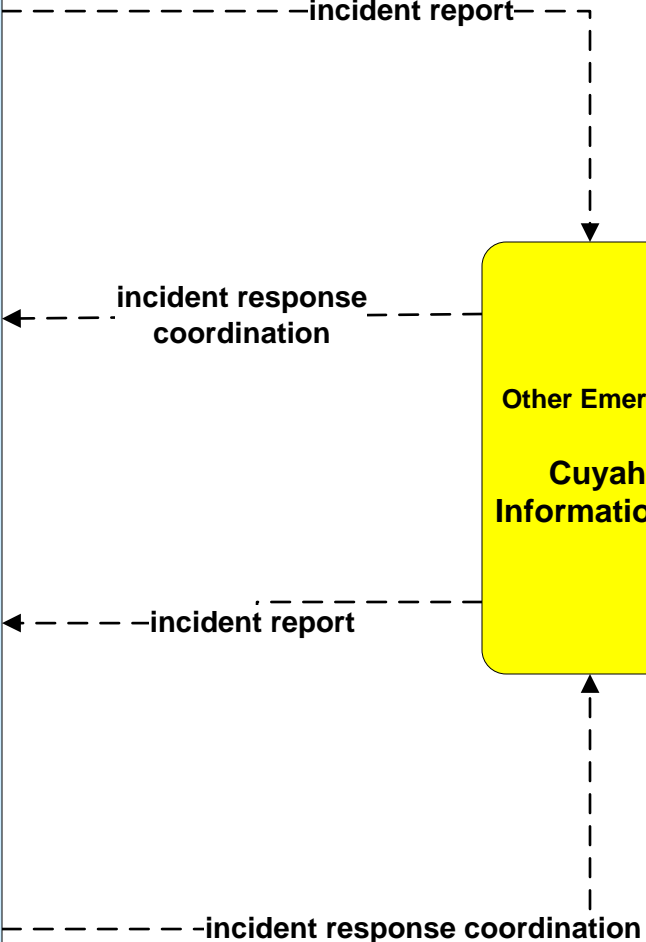 incident report
incident response
coordination
Other Emer
Cuyah
Informatio
incident report
incident response coordination